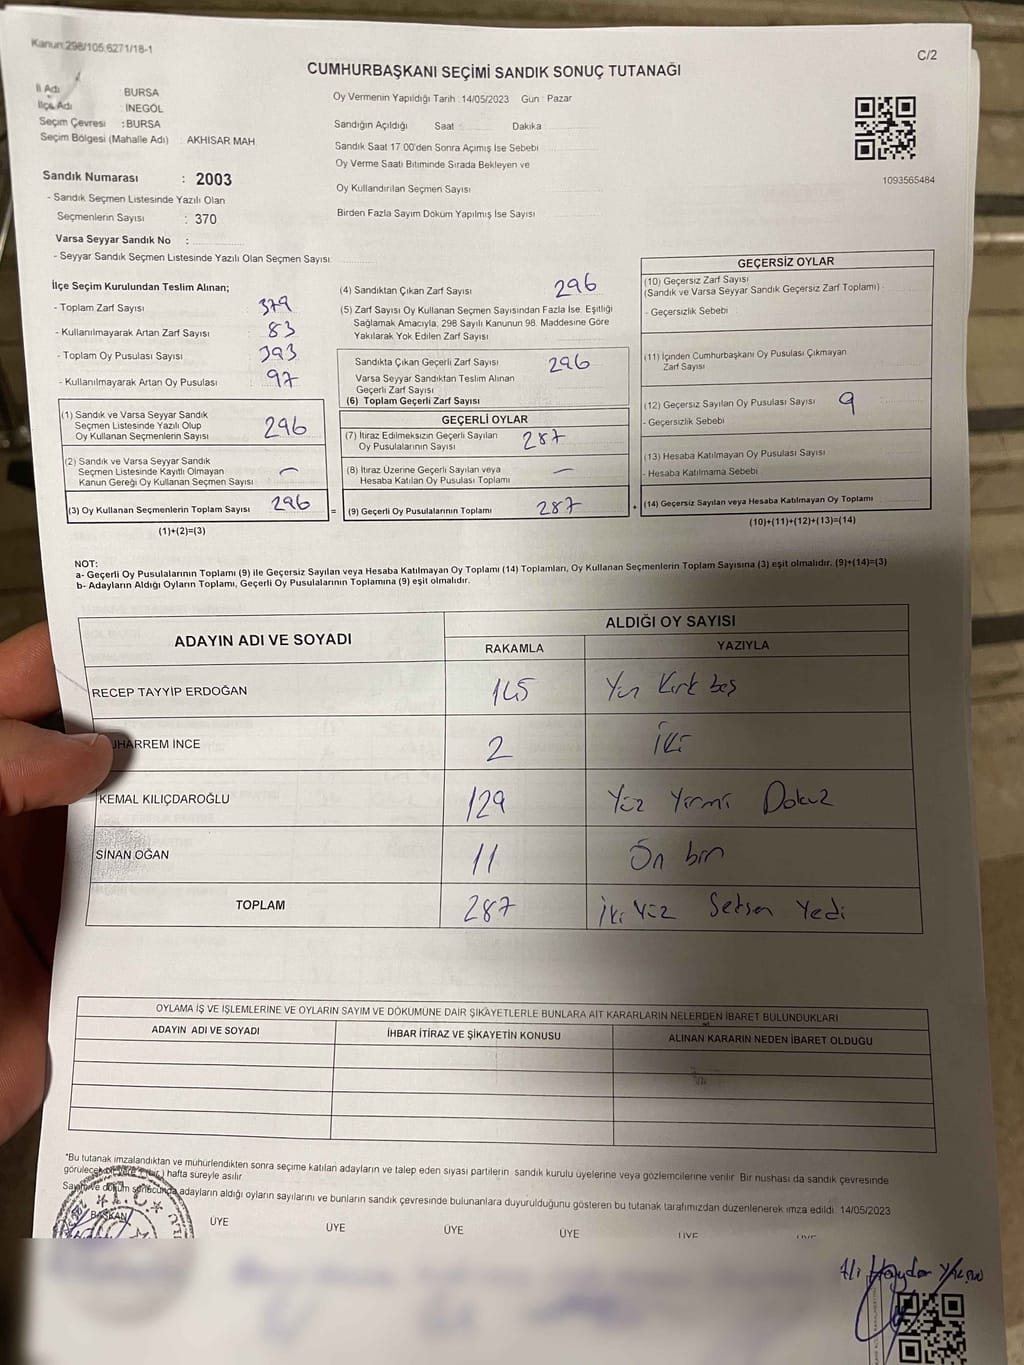 Kanun:298/105,6271/18-1
C/2
CUMHURBAŞKANI SEÇİMİ SANDIK SONUÇ TUTANAĞI
İl Adı : BURSA
İlçe Adı : İNEGÖL
Seçim Çevresi : BURSA
Seçim Bölgesi (Mahalle Adı) : AKHİSAR MAH
Sandık Numarası : 2003
- Sandık Seçmen Listesinde Yazılı Olan
Seçmenlerin Sayısı : 370
Varsa Seyyar Sandık No :
- Seyyar Sandık Seçmen Listesinde Yazılı Olan Seçmen Sayısı:
Oy Vermenin Yapıldığı Tarih : 14/05/2023 Gün : Pazar
Sandığın Açıldığı Saat Dakika
Sandık Saat 17:00'den Sonra Açımış İse Sebebi
Oy Verme Saati Bitiminde Sırada Bekleyen ve
Oy Kullandırılan Seçmen Sayısı
Birden Fazla Sayım Döküm Yapılmış İse Sayısı
1093565484
İlçe Seçim Kurulundan Teslim Alınan;
- Toplam Zarf Sayısı : 379
- Kullanılmayarak Artan Zarf Sayısı : 83
- Toplam Oy Pusulası Sayısı : 393
- Kullanılmayarak Artan Oy Pusulası : 97
(1) Sandık ve Varsa Seyyar Sandık
Seçmen Listesinde Yazılı Olup
Oy Kullanan Seçmenlerin Sayısı 296
(2) Sandık ve Varsa Seyyar Sandık
Seçmen Listesinde Kayıtlı Olmayan
Kanun Gereği Oy Kullanan Seçmen Sayısı –
(3) Oy Kullanan Seçmenlerin Toplam Sayısı 296
(1)+(2)=(3)
(4) Sandıktan Çıkan Zarf Sayısı 296
(5) Zarf Sayısı Oy Kullanan Seçmen Sayısından Fazla İse, Eşitliği
Sağlamak Amacıyla, 298 Sayılı Kanunun 98. Maddesine Göre
Yakılarak Yok Edilen Zarf Sayısı
Sandıkta Çıkan Geçerli Zarf Sayısı 296
Varsa Seyyar Sandıktan Teslim Alınan
Geçerli Zarf Sayısı
(6) Toplam Geçerli Zarf Sayısı
GEÇERLİ OYLAR
(7) İtiraz Edilmeksizin Geçerli Sayılan
Oy Pusulalarının Sayısı 287
(8) İtiraz Üzerine Geçerli Sayılan veya
Hesaba Katılan Oy Pusulası Toplamı –
= (9) Geçerli Oy Pusulalarının Toplamı 287
GEÇERSİZ OYLAR
(10) Geçersiz Zarf Sayısı
(Sandık ve Varsa Seyyar Sandık Geçersiz Zarf Toplamı) :
- Geçersizlik Sebebi
(11) İçinden Cumhurbaşkanı Oy Pusulası Çıkmayan
Zarf Sayısı
(12) Geçersiz Sayılan Oy Pusulası Sayısı 9
- Geçersizlik Sebebi
(13) Hesaba Katılmayan Oy Pusulası Sayısı
- Hesaba Katılmama Sebebi
+ (14) Geçersiz Sayılan veya Hesaba Katılmayan Oy Toplamı
(10)+(11)+(12)+(13)=(14)
NOT:
a- Geçerli Oy Pusulalarının Toplamı (9) ile Geçersiz Sayılan veya Hesaba Katılmayan Oy Toplamı (14) Toplamları, Oy Kullanan Seçmenlerin Toplam Sayısına (3) eşit olmalıdır. (9)+(14)=(3)
b- Adayların Aldığı Oyların Toplamı, Geçerli Oy Pusulalarının Toplamına (9) eşit olmalıdır.
ADAYIN ADI VE SOYADI ALDIĞI OY SAYISI
RAKAMLA YAZIYLA
RECEP TAYYİP ERDOĞAN 145 Yüz Kırk beş
UHARREM İNCE 2 İki
KEMAL KILIÇDAROĞLU 129 Yüz Yirmi Dokuz
SİNAN OĞAN 11 On bir
TOPLAM 287 İki Yüz Seksen Yedi
OYLAMA İŞ VE İŞLEMLERİNE VE OYLARIN SAYIM VE DÖKÜMÜNE DAİR ŞİKAYETLERLE BUNLARA AİT KARARLARIN NELERDEN İBARET BULUNDUKLARI
ADAYIN ADI VE SOYADI İHBAR İTİRAZ VE ŞİKAYETİN KONUSU ALINAN KARARIN NEDEN İBARET OLDUĞU
*Bu tutanak imzalandıktan ve mühürlendikten sonra seçime katılan adayların ve talep eden siyasi partilerin sandık kurulu üyelerine veya gözlemcilerine verilir. Bir nushası da sandık çevresinde
görülecek hafta süreyle asılır.
Sayım ve döküm sonucunda adayların aldığı oyların sayılarını ve bunların sandık çevresinde bulunanlara duyurulduğunu gösteren bu tutanak tarafımızdan düzenlenerek imza edildi. 14/05/2023
T.C.
BAŞKAN ÜYE ÜYE ÜYE ÜYE ÜYE
Ali Haydar